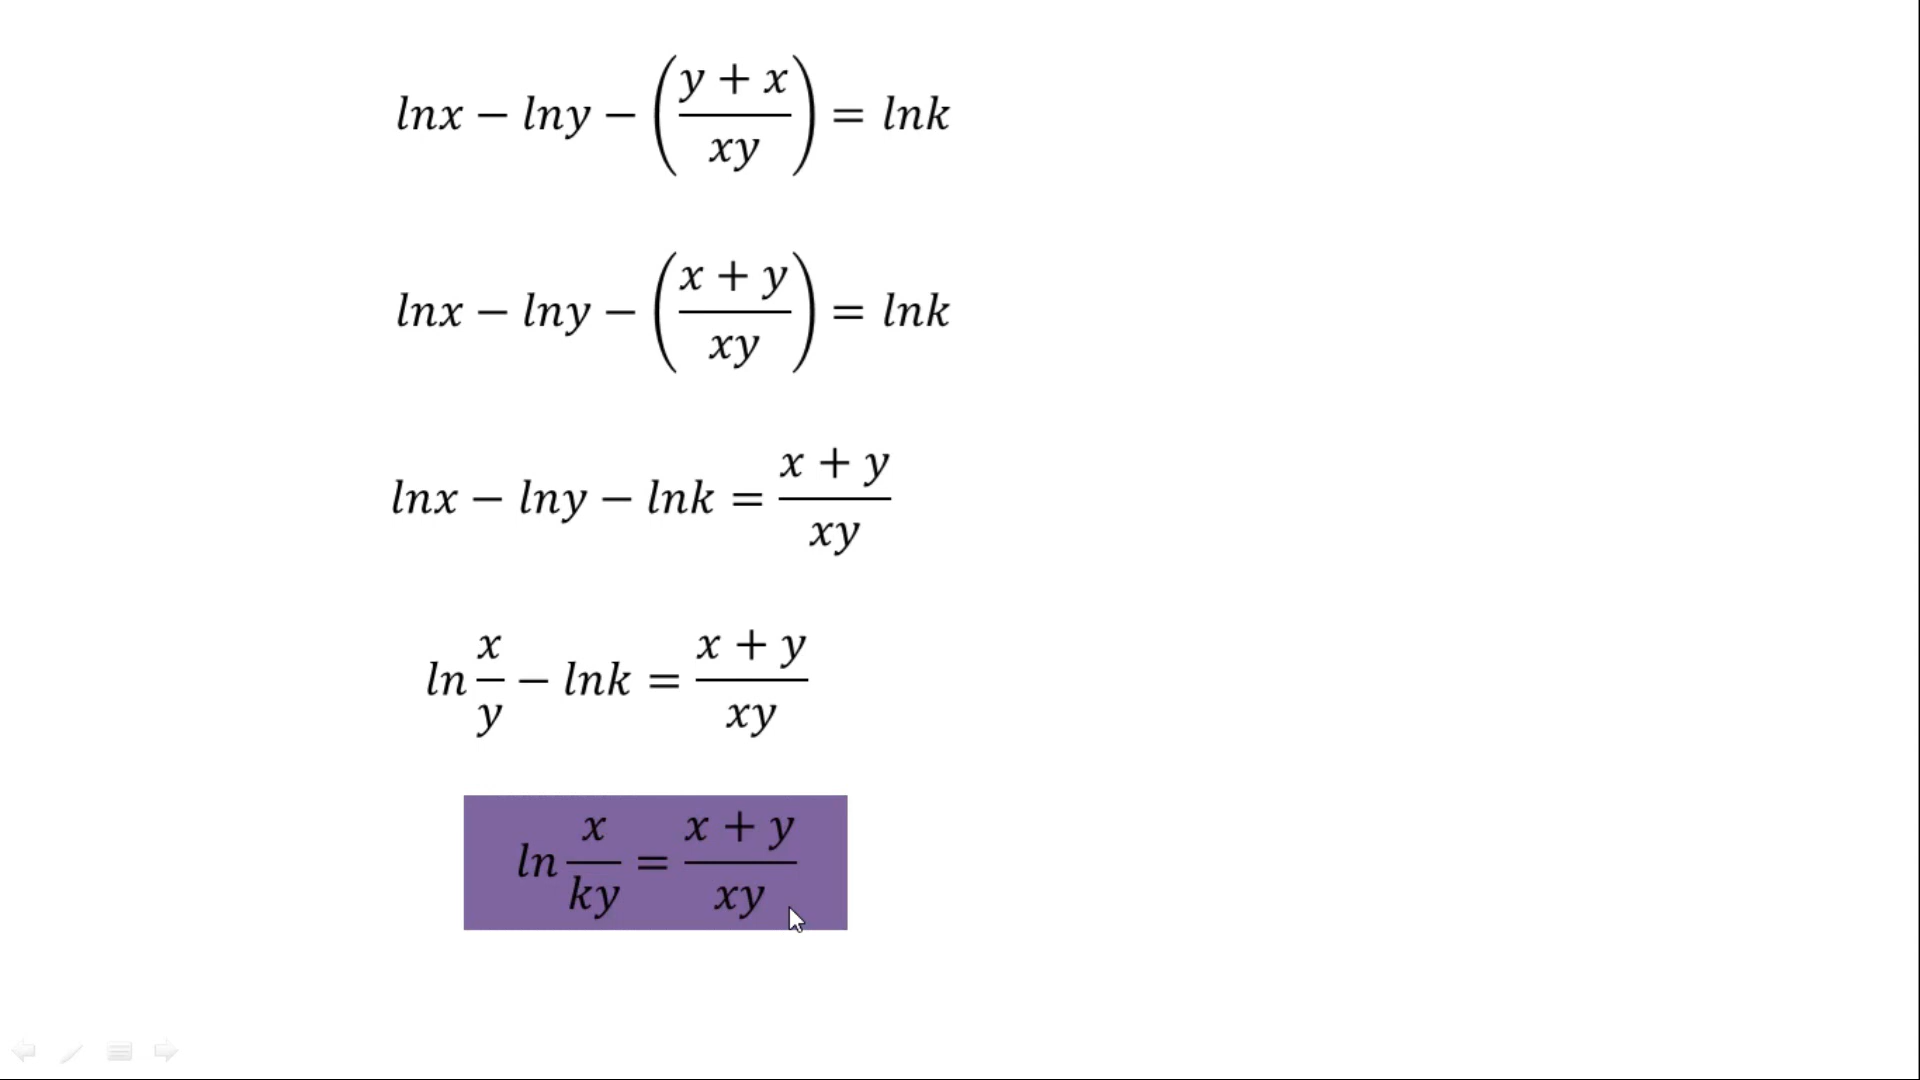 lnx − lny − (y + x / xy) = lnk
lnx − lny − (x + y / xy) = lnk
lnx − lny − lnk = x + y / xy
ln x / y − lnk = x + y / xy
ln x / ky = x + y / xy